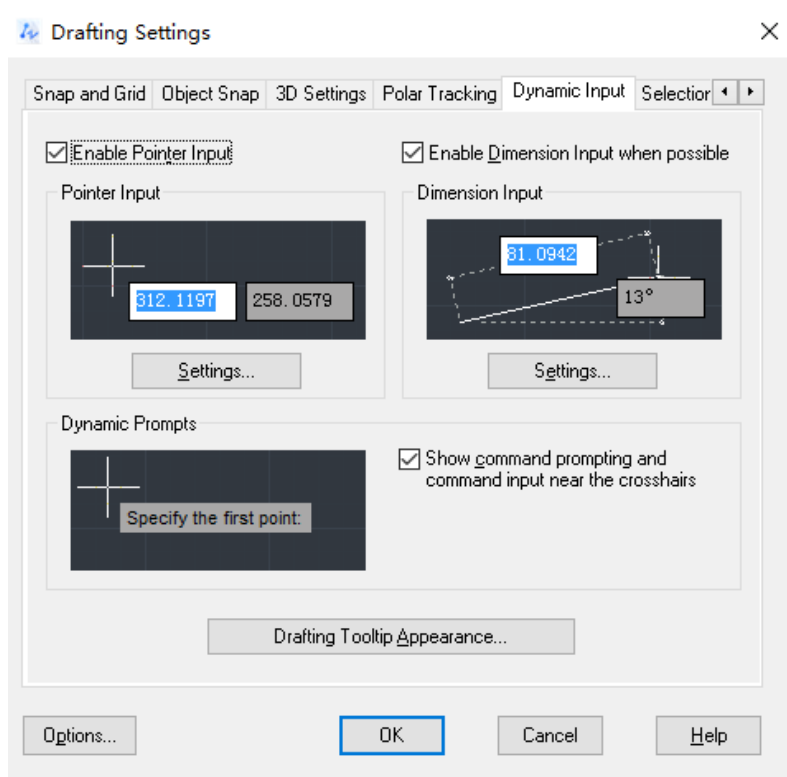 Drafting Settings
Snap and Grid Object Snap 3D Settings Polar Tracking Dynamic Input Selection
Enable Pointer Input
Enable Dimension Input when possible
Pointer Input
Dimension Input
312.1197 258.0579
81.0942
13°
Settings...
Settings...
Dynamic Prompts
Specify the first point:
Show command prompting and
command input near the crosshairs
Drafting Tooltip Appearance...
Options... OK Cancel Help